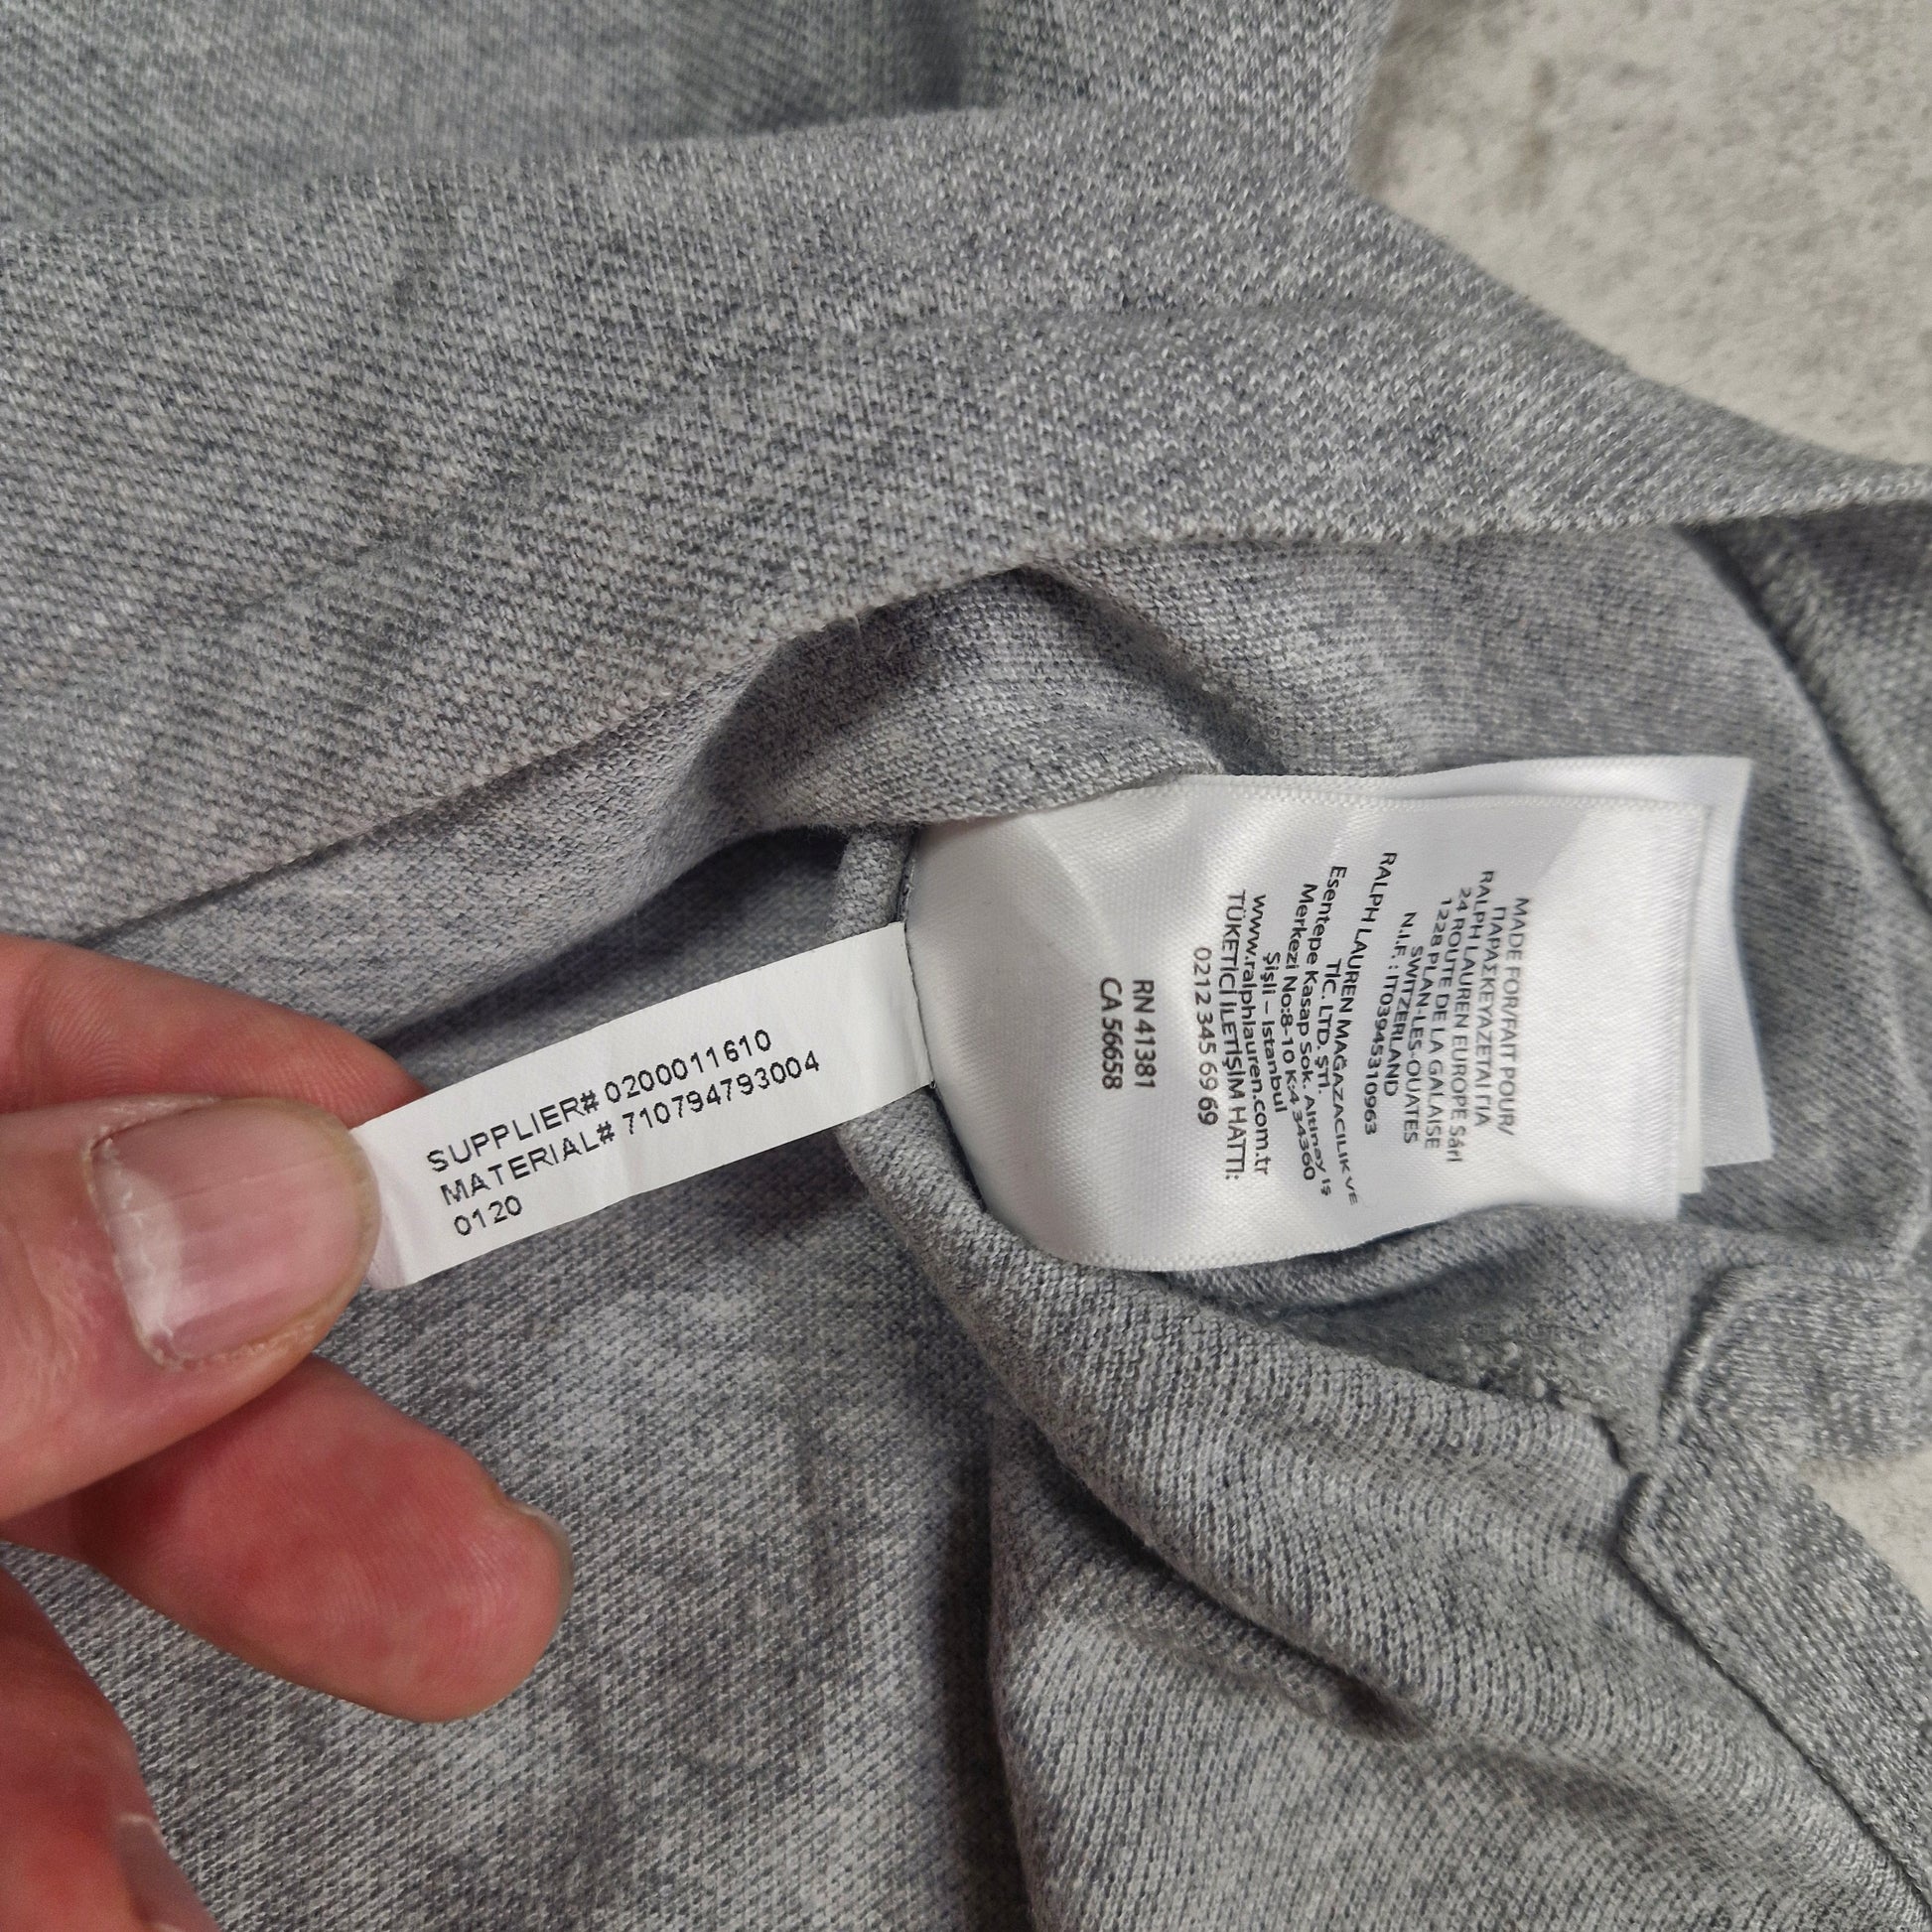 SUPPLIER# 0200011610
MATERIAL# 710794793004
0120
MADE FOR/FAIT POUR/
ΠΑΡΑΣΚΕΥΑΖΕΤΑΙ ΓΙΑ
RALPH LAUREN EUROPE Sárl
24 ROUTE DE LA GALAISE
1228 PLAN-LES-OUATES
SWITZERLAND
N.I.F.: IT03945310963
RALPH LAUREN MAĞAZACILIK VE
TİC. LTD. ŞTİ.
Esentepe Kasap Sok. Altinay İş
Merkezi No:8-10 K:4 34360
Şişli – Istanbul
www.ralphlauren.com.tr
TÜKETİCİ İLETİŞİM HATTI:
0212 345 69 69
RN 41381
CA 56658